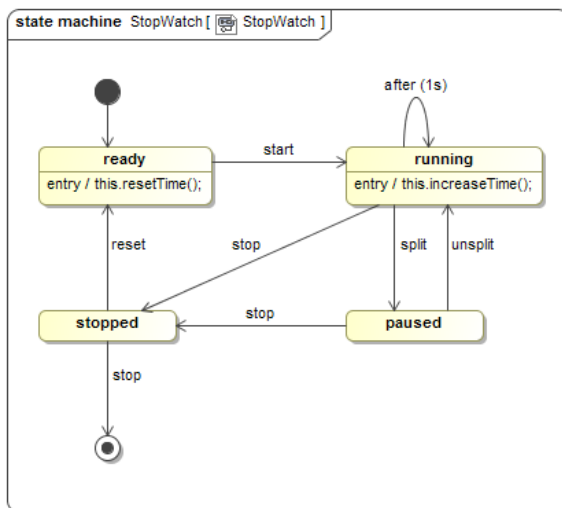 state machine StopWatch [ StopWatch ]
after (1s)
ready
entry / this.resetTime();
start
running
entry / this.increaseTime();
reset
stop
split
unsplit
stopped
stop
paused
stop